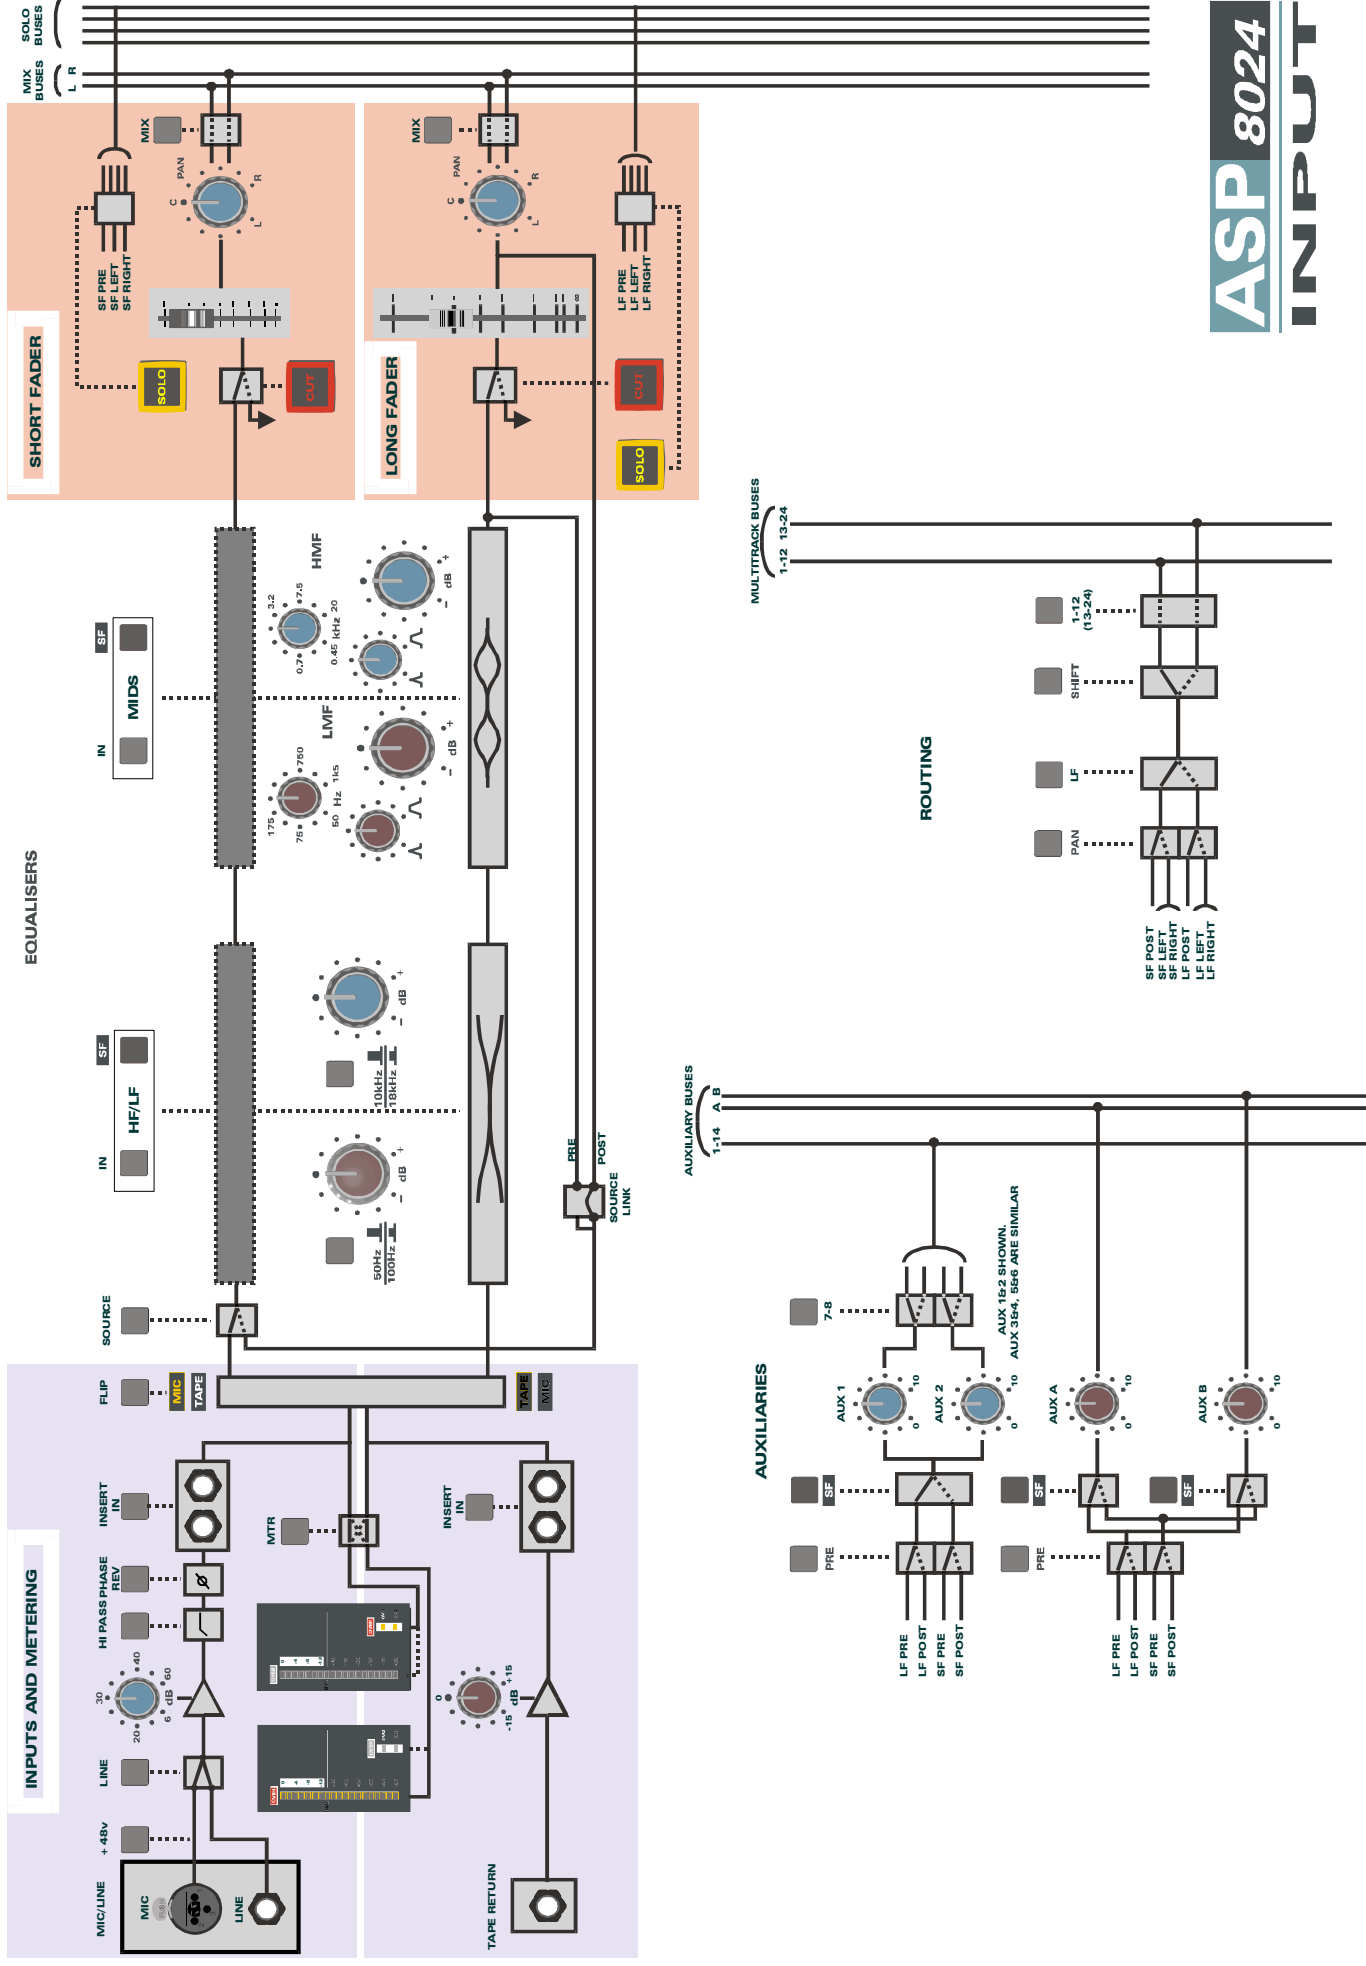 ASP 8024
INPUT
SOLO
BUSES
MIX
BUSES
L R
SHORT FADER
SF PRE
SF LEFT
SF RIGHT
SOLO
CUT
MIX
PAN
C
L
R
LONG FADER
MIX
PAN
C
L
R
LF PRE
LF LEFT
LF RIGHT
CUT
SOLO
EQUALISERS
IN
MIDS
SF
HMF
3.2
7.5
0.7
20
0.45 kHz
− dB +
LMF
175
750
75
1k5
50 Hz
− dB +
IN
HF/LF
SF
10kHz
18kHz
− dB +
50Hz
100Hz
− dB +
PRE
POST
SOURCE
LINK
SOURCE
INPUTS AND METERING
FLIP
MIC
TAPE
TAPE
MIC
INSERT
IN
PHASE
REV
HI PASS
30
40
20
60
6
dB
LINE
+ 48v
MIC/LINE
MIC
PUSH
LINE
MTR
INSERT
IN
0
-15 dB +15
TAPE RETURN
MULTITRACK BUSES
1-12 13-24
ROUTING
1-12
(13-24)
SHIFT
LF
PAN
SF POST
SF LEFT
SF RIGHT
LF POST
LF LEFT
LF RIGHT
AUXILIARY BUSES
1-14 A B
AUXILIARIES
7-8
AUX 1&2 SHOWN.
AUX 3&4, 5&6 ARE SIMILAR
AUX 1
0 10
AUX 2
0 10
AUX A
0 10
AUX B
0 10
SF
SF
SF
PRE
PRE
LF PRE
LF POST
SF PRE
SF POST
LF PRE
LF POST
SF PRE
SF POST